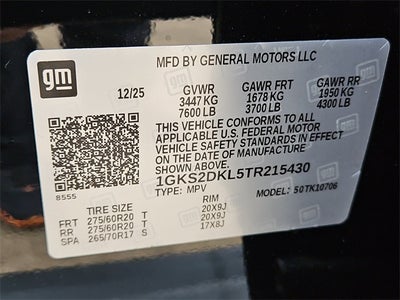 gm
MFD BY GENERAL MOTORS LLC
12/25 GVWR GAWR FRT GAWR RR
3447 KG 1678 KG 1950 KG
7600 LB 3700 LB 4300 LB
THIS VEHICLE CONFORMS TO ALL
APPLICABLE U.S. FEDERAL MOTOR
VEHICLE SAFETY STANDARDS IN EFFECT
ON THE DATE OF MANUFACTURE
SHOWN ABOVE.
1GKS2DKL5TR215430
8555 TYPE: MPV MODEL: 50TK10706
TIRE SIZE RIM
FRT 275/60R20 T 20X9J
RR 275/60R20 T 20X9J
SPA 265/70R17 S 17X8J